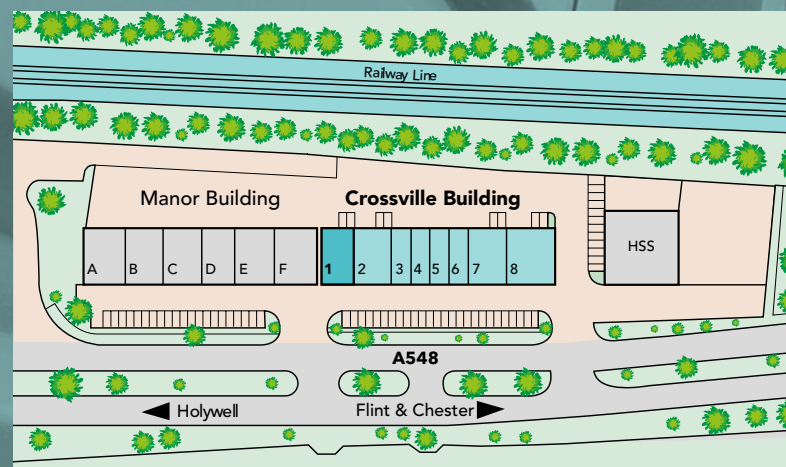 Railway Line
Manor Building
Crossville Building
A B C D E F
1 2 3 4 5 6 7 8
HSS
A548
Holywell
Flint & Chester